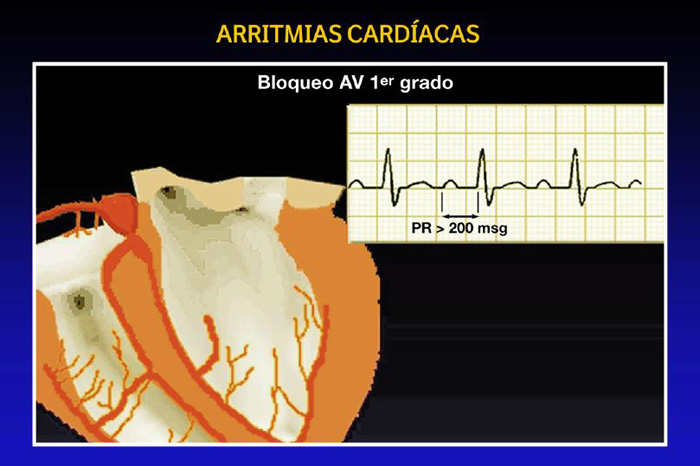 ARRITMIAS CARDÍACAS
Bloqueo AV 1er grado
PR > 200 msg